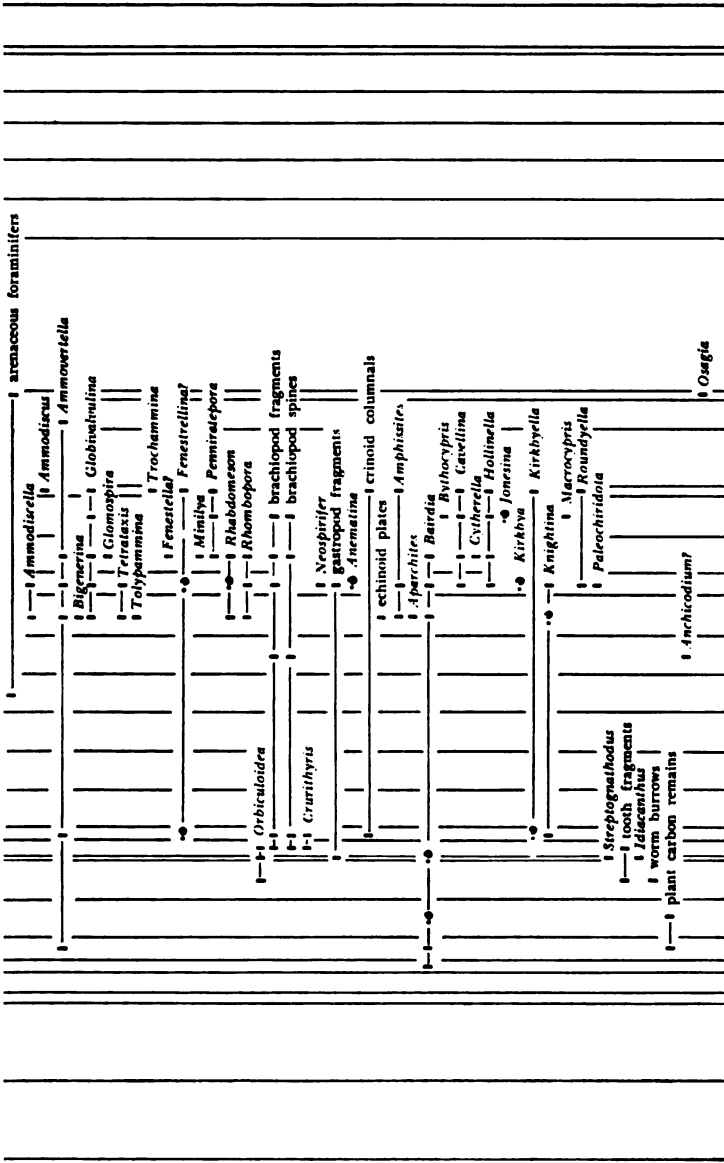 arenaceous foraminifers
Ammodiscella
Ammodiscus
Ammovertella
Bigenerina
Globivalvulina
Glomospira
Tetrataxis
Tolypammina
Trochammina
Fenestella?
Fenestrellina?
Minilya
Penniretepora
Rhabdomeson
Rhombopora
Orbiculoidea
brachiopod fragments
brachiopod spines
Crurithyris
Neospirifer
gastropod fragments
Anematina
crinoid columnals
echinoid plates
Amphissites
Aparchites
Bairdia
Bythocypris
Cavellina
Cytherella
Hollinella
Jonesina
Kirkbya
Kirkbyella
Knightina
Macrocypris
Roundyella
Paleochiridota
Streptognathodus
tooth fragments
Idiacanthus
worm burrows
plant carbon remains
Anchicodium?
Osagia